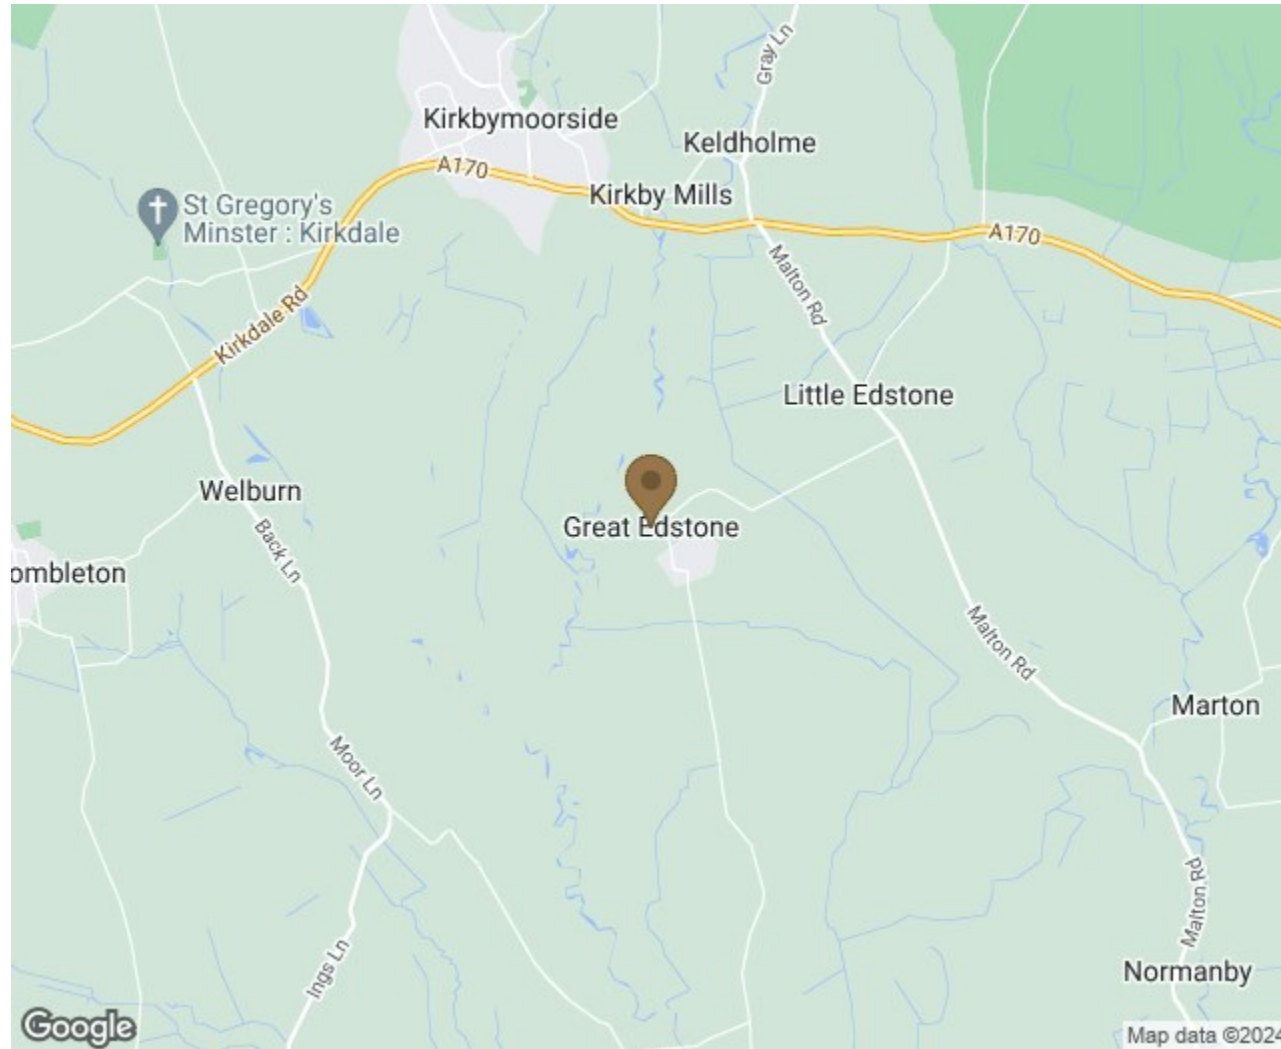 Gray Ln
Kirkbymoorside
Keldholme
A170
Kirkby Mills
St Gregory's
Minster : Kirkdale
A170
Malton Rd
Kirkdale Rd
Little Edstone
Welburn
Great Edstone
Back Ln
ombleton
Malton Rd
Marton
Moor Ln
Malton Rd
Ings Ln
Normanby
Google
Map data ©2024